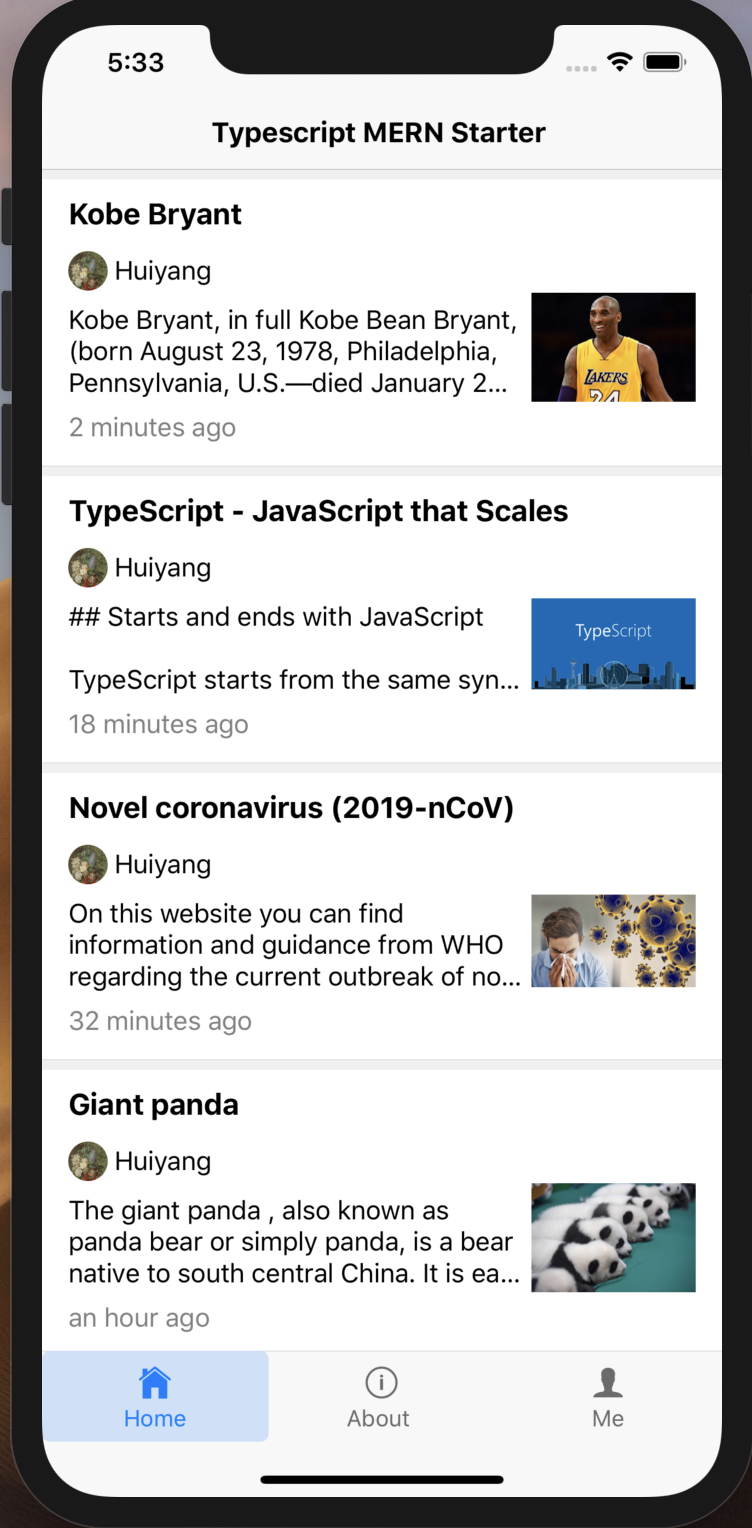 5:33
Typescript MERN Starter
Kobe Bryant
Huiyang
Kobe Bryant, in full Kobe Bean Bryant,
(born August 23, 1978, Philadelphia,
Pennsylvania, U.S.—died January 2...
LAKERS
24
2 minutes ago
TypeScript - JavaScript that Scales
Huiyang
## Starts and ends with JavaScript
TypeScript
TypeScript starts from the same syn...
18 minutes ago
Novel coronavirus (2019-nCoV)
Huiyang
On this website you can find
information and guidance from WHO
regarding the current outbreak of no...
32 minutes ago
Giant panda
Huiyang
The giant panda , also known as
panda bear or simply panda, is a bear
native to south central China. It is ea...
an hour ago
Home
About
Me